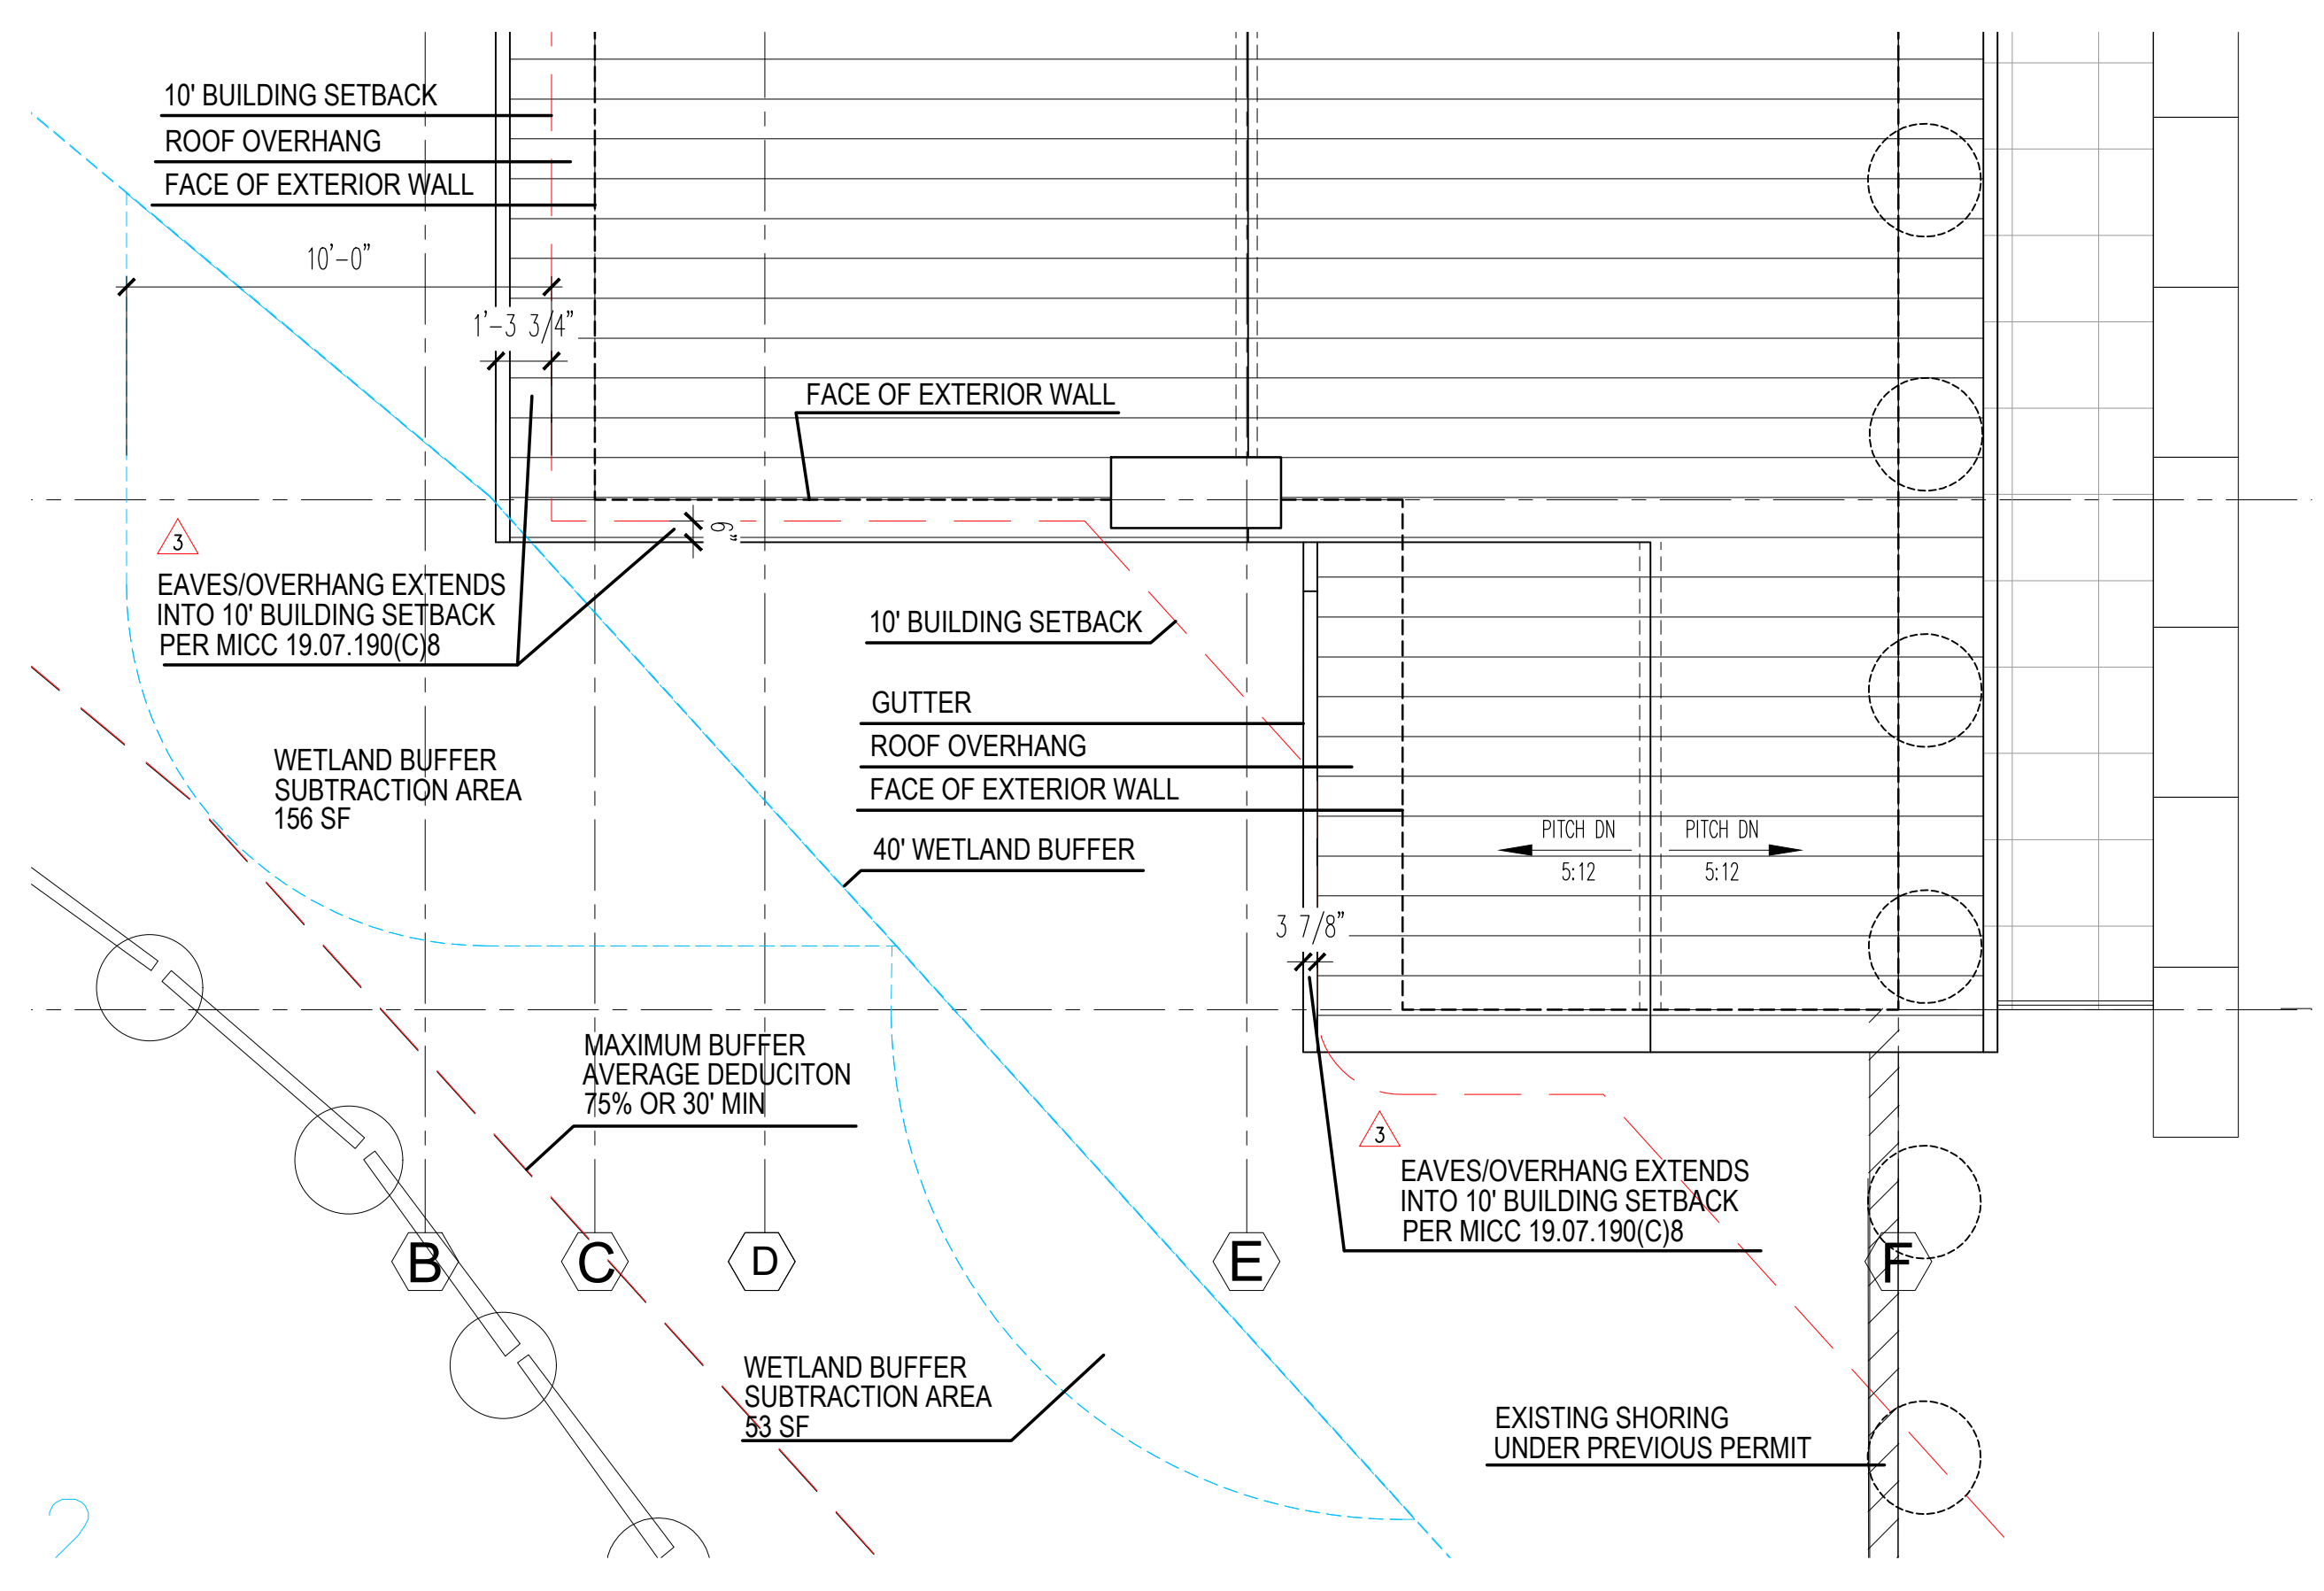 10' BUILDING SETBACK
ROOF OVERHANG
FACE OF EXTERIOR WALL
10'-0"
1'-3 3/4"
FACE OF EXTERIOR WALL
6"
3
EAVES/OVERHANG EXTENDS
INTO 10' BUILDING SETBACK
PER MICC 19.07.190(C)8
10' BUILDING SETBACK
GUTTER
ROOF OVERHANG
FACE OF EXTERIOR WALL
40' WETLAND BUFFER
WETLAND BUFFER
SUBTRACTION AREA
156 SF
PITCH DN
5:12
PITCH DN
5:12
3 7/8"
MAXIMUM BUFFER
AVERAGE DEDUCITON
75% OR 30' MIN
3
EAVES/OVERHANG EXTENDS
INTO 10' BUILDING SETBACK
PER MICC 19.07.190(C)8
B
C
D
E
F
WETLAND BUFFER
SUBTRACTION AREA
53 SF
EXISTING SHORING
UNDER PREVIOUS PERMIT
2